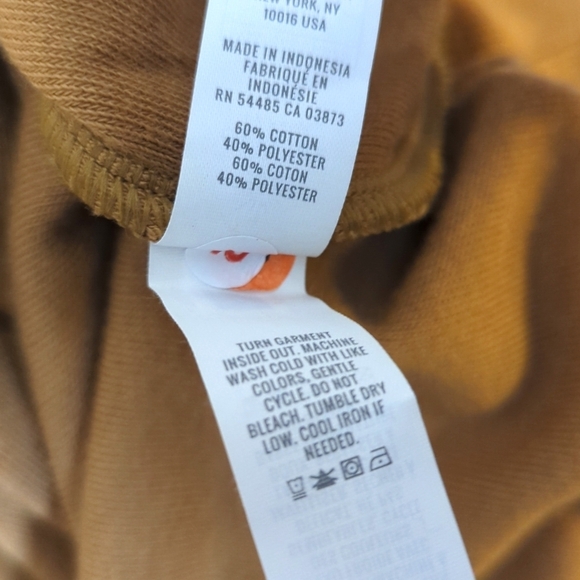 YORK, NY
10016 USA
MADE IN INDONESIA
FABRIQUÉ EN
INDONÉSIE
RN 54485 CA 03873
60% COTTON
40% POLYESTER
60% COTON
40% POLYESTER
TURN GARMENT
INSIDE OUT. MACHINE
WASH COLD WITH LIKE
COLORS, GENTLE
CYCLE. DO NOT
BLEACH. TUMBLE DRY
LOW. COOL IRON IF
NEEDED.